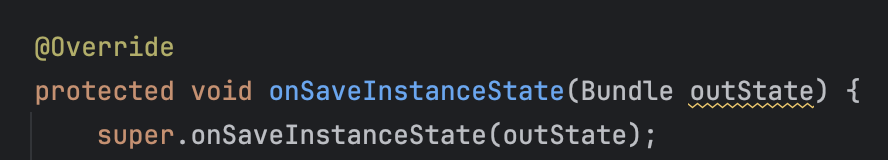 @Override
protected void onSaveInstanceState(Bundle outState) {
super.onSaveInstanceState(outState);